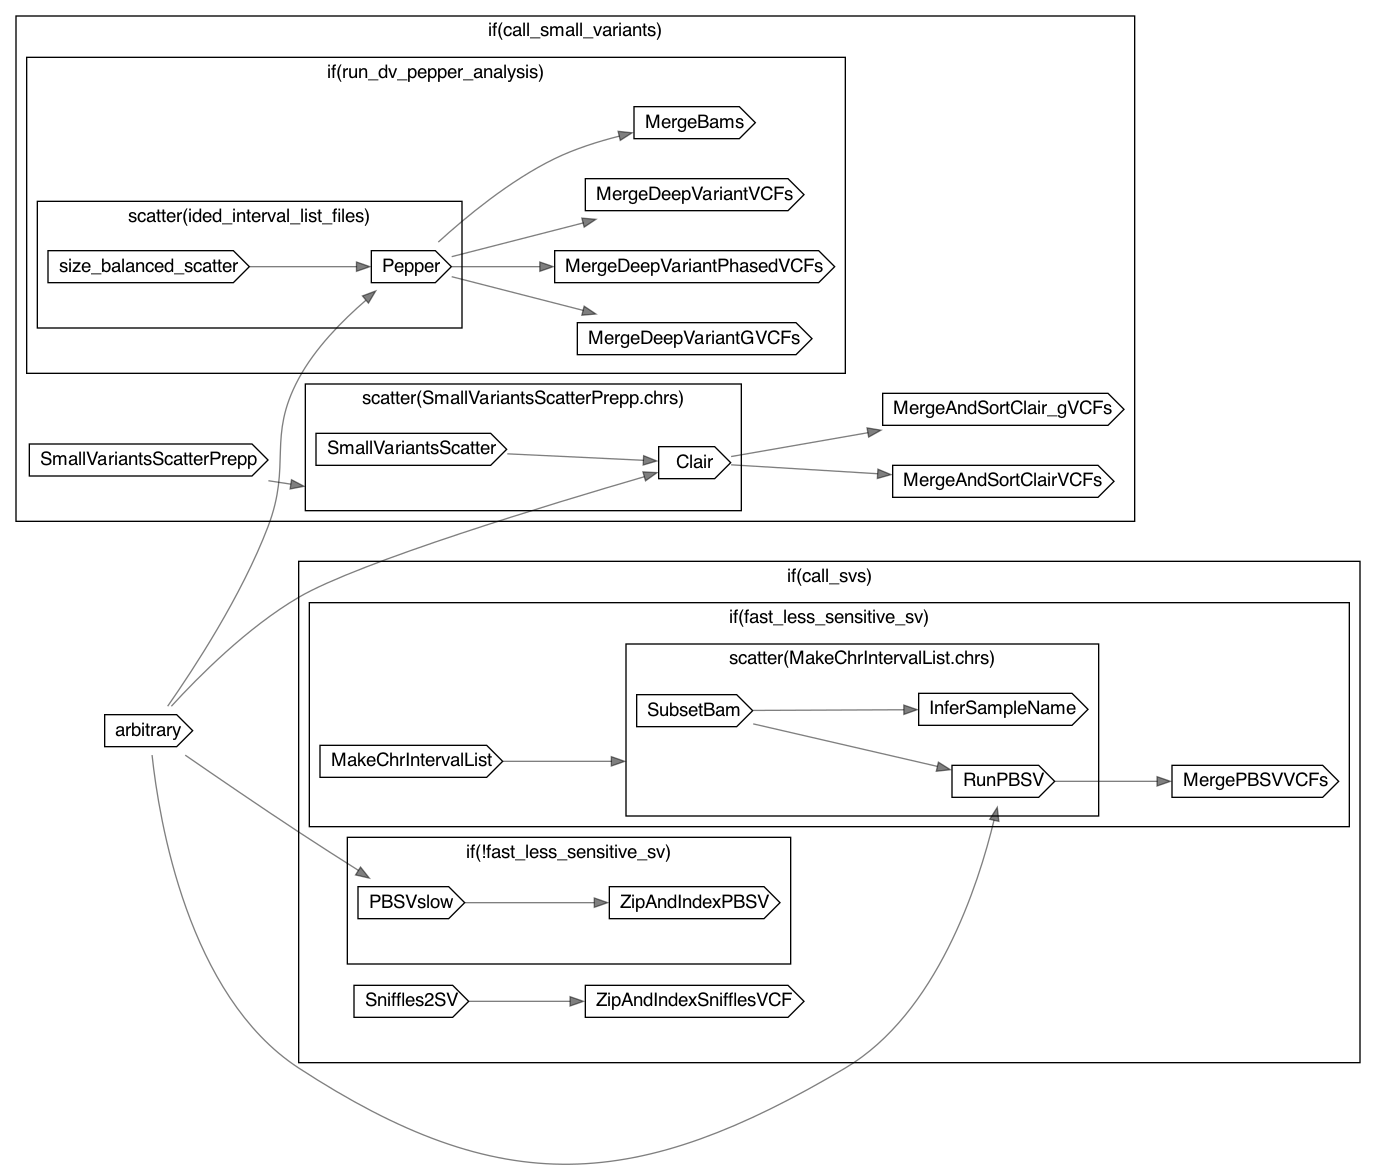 if(call_small_variants)
if(run_dv_pepper_analysis)
MergeBams
MergeDeepVariantVCFs
scatter(ided_interval_list_files)
size_balanced_scatter
Pepper
MergeDeepVariantPhasedVCFs
MergeDeepVariantGVCFs
scatter(SmallVariantsScatterPrepp.chrs)
MergeAndSortClair_gVCFs
SmallVariantsScatterPrepp
SmallVariantsScatter
Clair
MergeAndSortClairVCFs
if(call_svs)
if(fast_less_sensitive_sv)
scatter(MakeChrIntervalList.chrs)
SubsetBam
InferSampleName
arbitrary
MakeChrIntervalList
RunPBSV
MergePBSVVCFs
if(!fast_less_sensitive_sv)
PBSVslow
ZipAndIndexPBSV
Sniffles2SV
ZipAndIndexSnifflesVCF